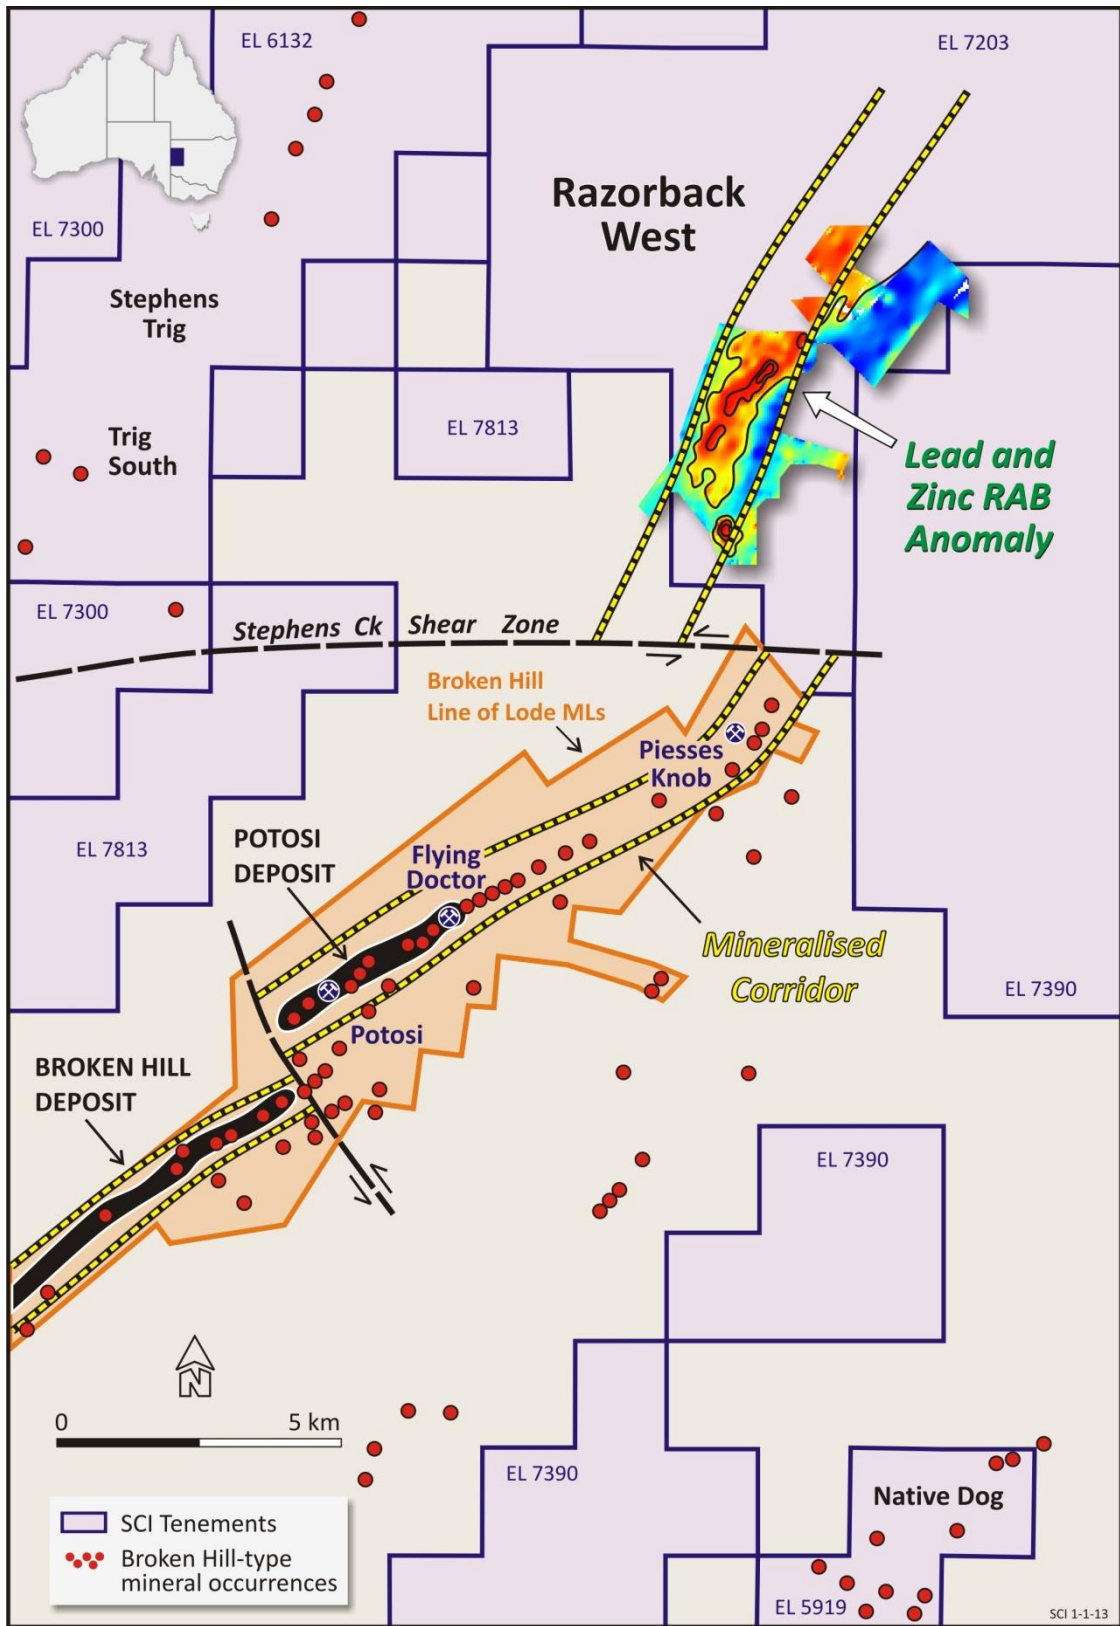 EL 6132
EL 7203
Razorback
West
EL 7300
Stephens
Trig
EL 7813
Trig
South
Lead and
Zinc RAB
Anomaly
EL 7300
Stephens Ck Shear Zone
Broken Hill
Line of Lode MLs
Piesses
Knob
EL 7813
POTOSI
DEPOSIT
Flying
Doctor
Mineralised
Corridor
EL 7390
Potosi
BROKEN HILL
DEPOSIT
EL 7390
N
0 5 km
EL 7390
Native Dog
SCI Tenements
Broken Hill-type
mineral occurrences
EL 5919
SCI 1-1-13